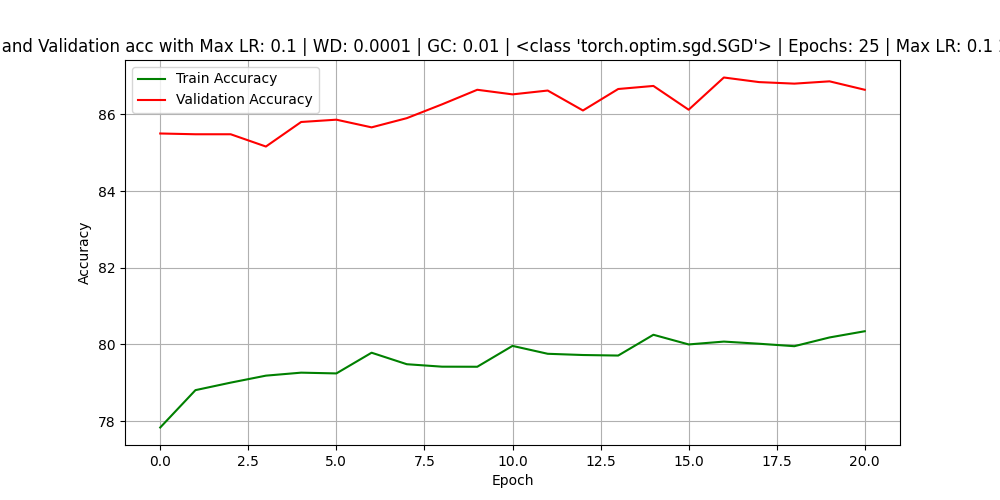 and Validation acc with Max LR: 0.1 | WD: 0.0001 | GC: 0.01 | <class 'torch.optim.sgd.SGD'> | Epochs: 25 | Max LR: 0.1
Train Accuracy
Validation Accuracy
86
84
82
80
78
Accuracy
0.0 2.5 5.0 7.5 10.0 12.5 15.0 17.5 20.0
Epoch